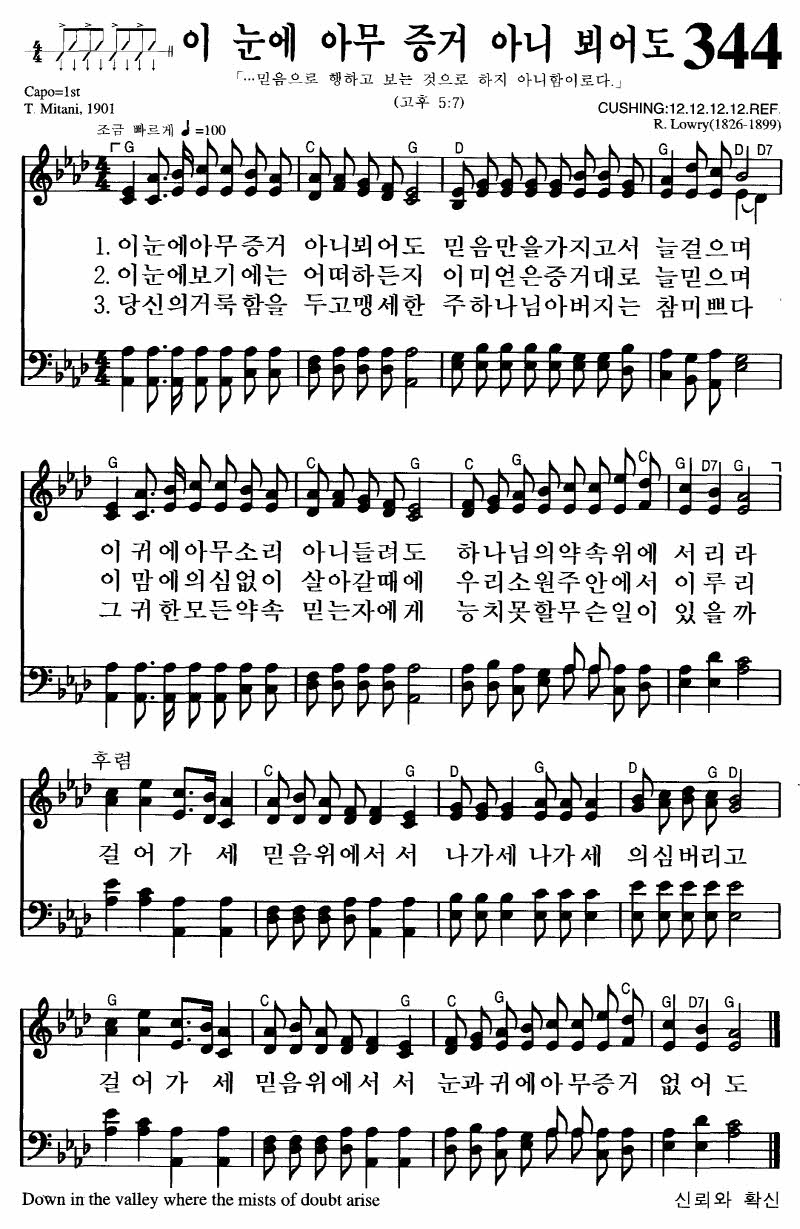 이 눈에 아무 증거 아니 뵈어도 344
「…믿음으로 행하고 보는 것으로 하지 아니함이로다.」
(고후 5:7)
4/4
Capo=1st
T. Mitani, 1901
CUSHING:12.12.12.12.REF.
R. Lowry(1826-1899)
조금 빠르게 ♩=100
G C G D G D D7
1. 이눈에아무증거 아니뵈어도 믿음만을가지고서 늘걸으며
2. 이눈에보기에는 어떠하든지 이미얻은증거대로 늘믿으며
3. 당신의거룩함을 두고맹세한 주하나님아버지는 참미쁘다
G C G C G C G D7 G
이귀에아무소리 아니들려도 하나님의약속위에 서리라
이맘에의심없이 살아갈때에 우리소원주안에서 이루리
그귀한모든약속 믿는자에게 능치못할무슨일이 있을까
후렴
C G D G D G D
걸어가 세 믿음위에서서 나가세나가세 의심버리고
G C G C G C G D7 G
걸어가 세 믿음위에서서 눈과귀에아무증거 없어도
Down in the valley where the mists of doubt arise
신뢰와 확신